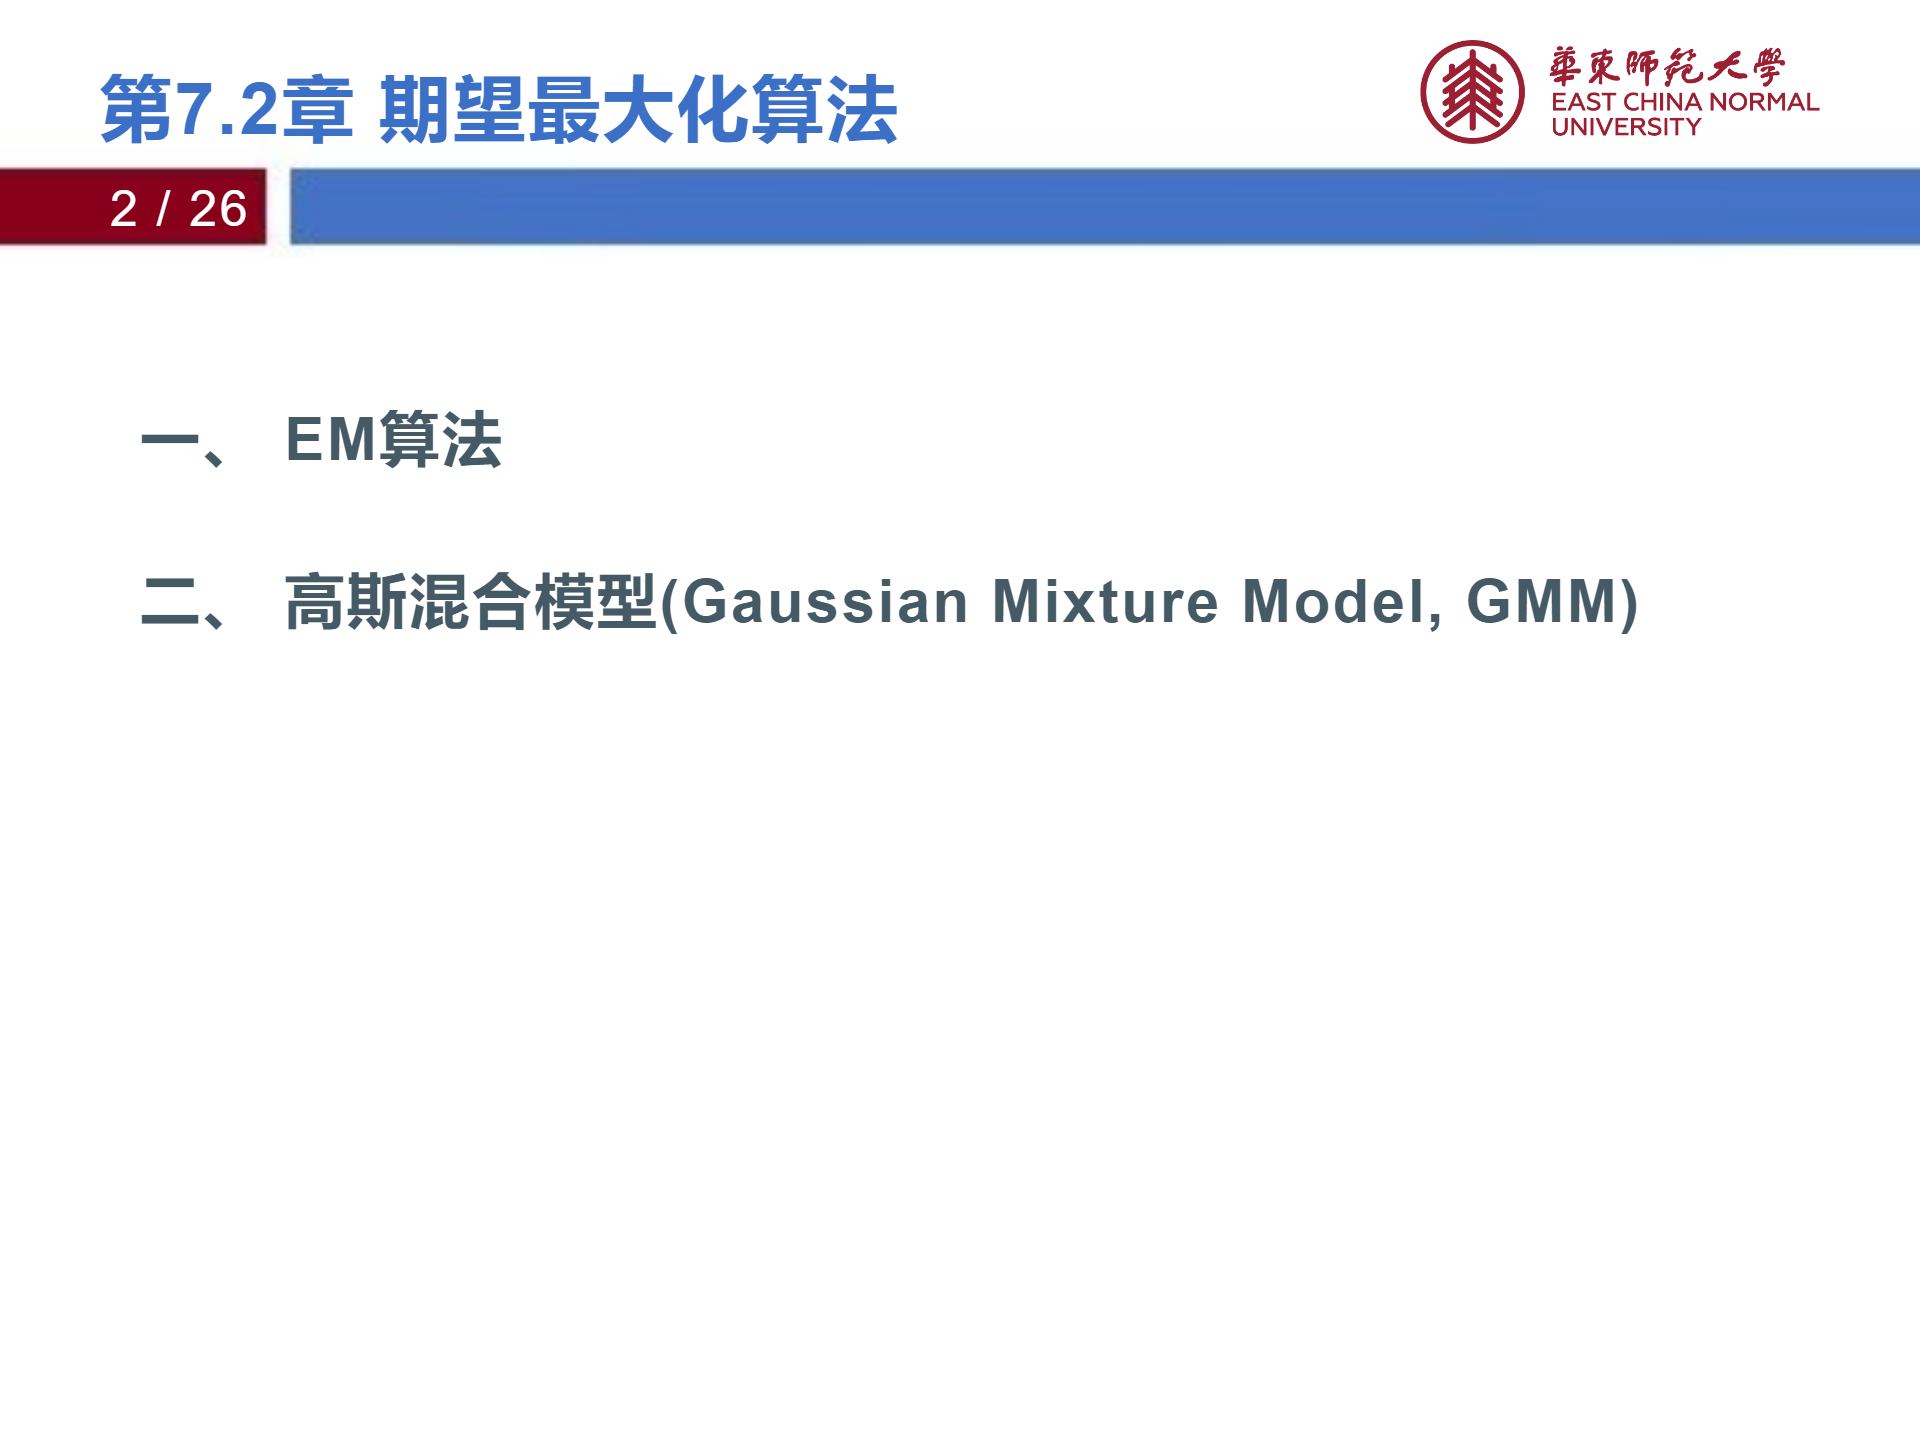 第7.2章 期望最大化算法
華東師範大學
EAST CHINA NORMAL
UNIVERSITY
2 / 26
一、 EM算法
二、 高斯混合模型(Gaussian Mixture Model, GMM)